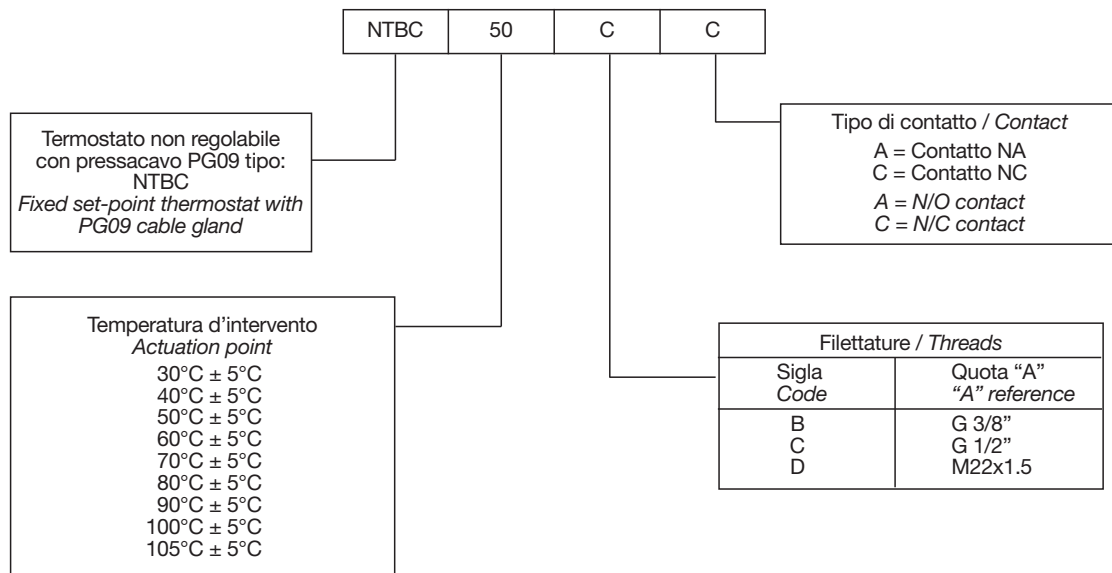 NTBC 50 C C
Termostato non regolabile
con pressacavo PG09 tipo:
NTBC
Fixed set-point thermostat with
PG09 cable gland
Tipo di contatto / Contact
A = Contatto NA
C = Contatto NC
A = N/O contact
C = N/C contact
Temperatura d'intervento
Actuation point
30°C ± 5°C
40°C ± 5°C
50°C ± 5°C
60°C ± 5°C
70°C ± 5°C
80°C ± 5°C
90°C ± 5°C
100°C ± 5°C
105°C ± 5°C
Filettature / Threads
Sigla Quota “A”
Code “A” reference
B G 3/8”
C G 1/2”
D M22x1.5